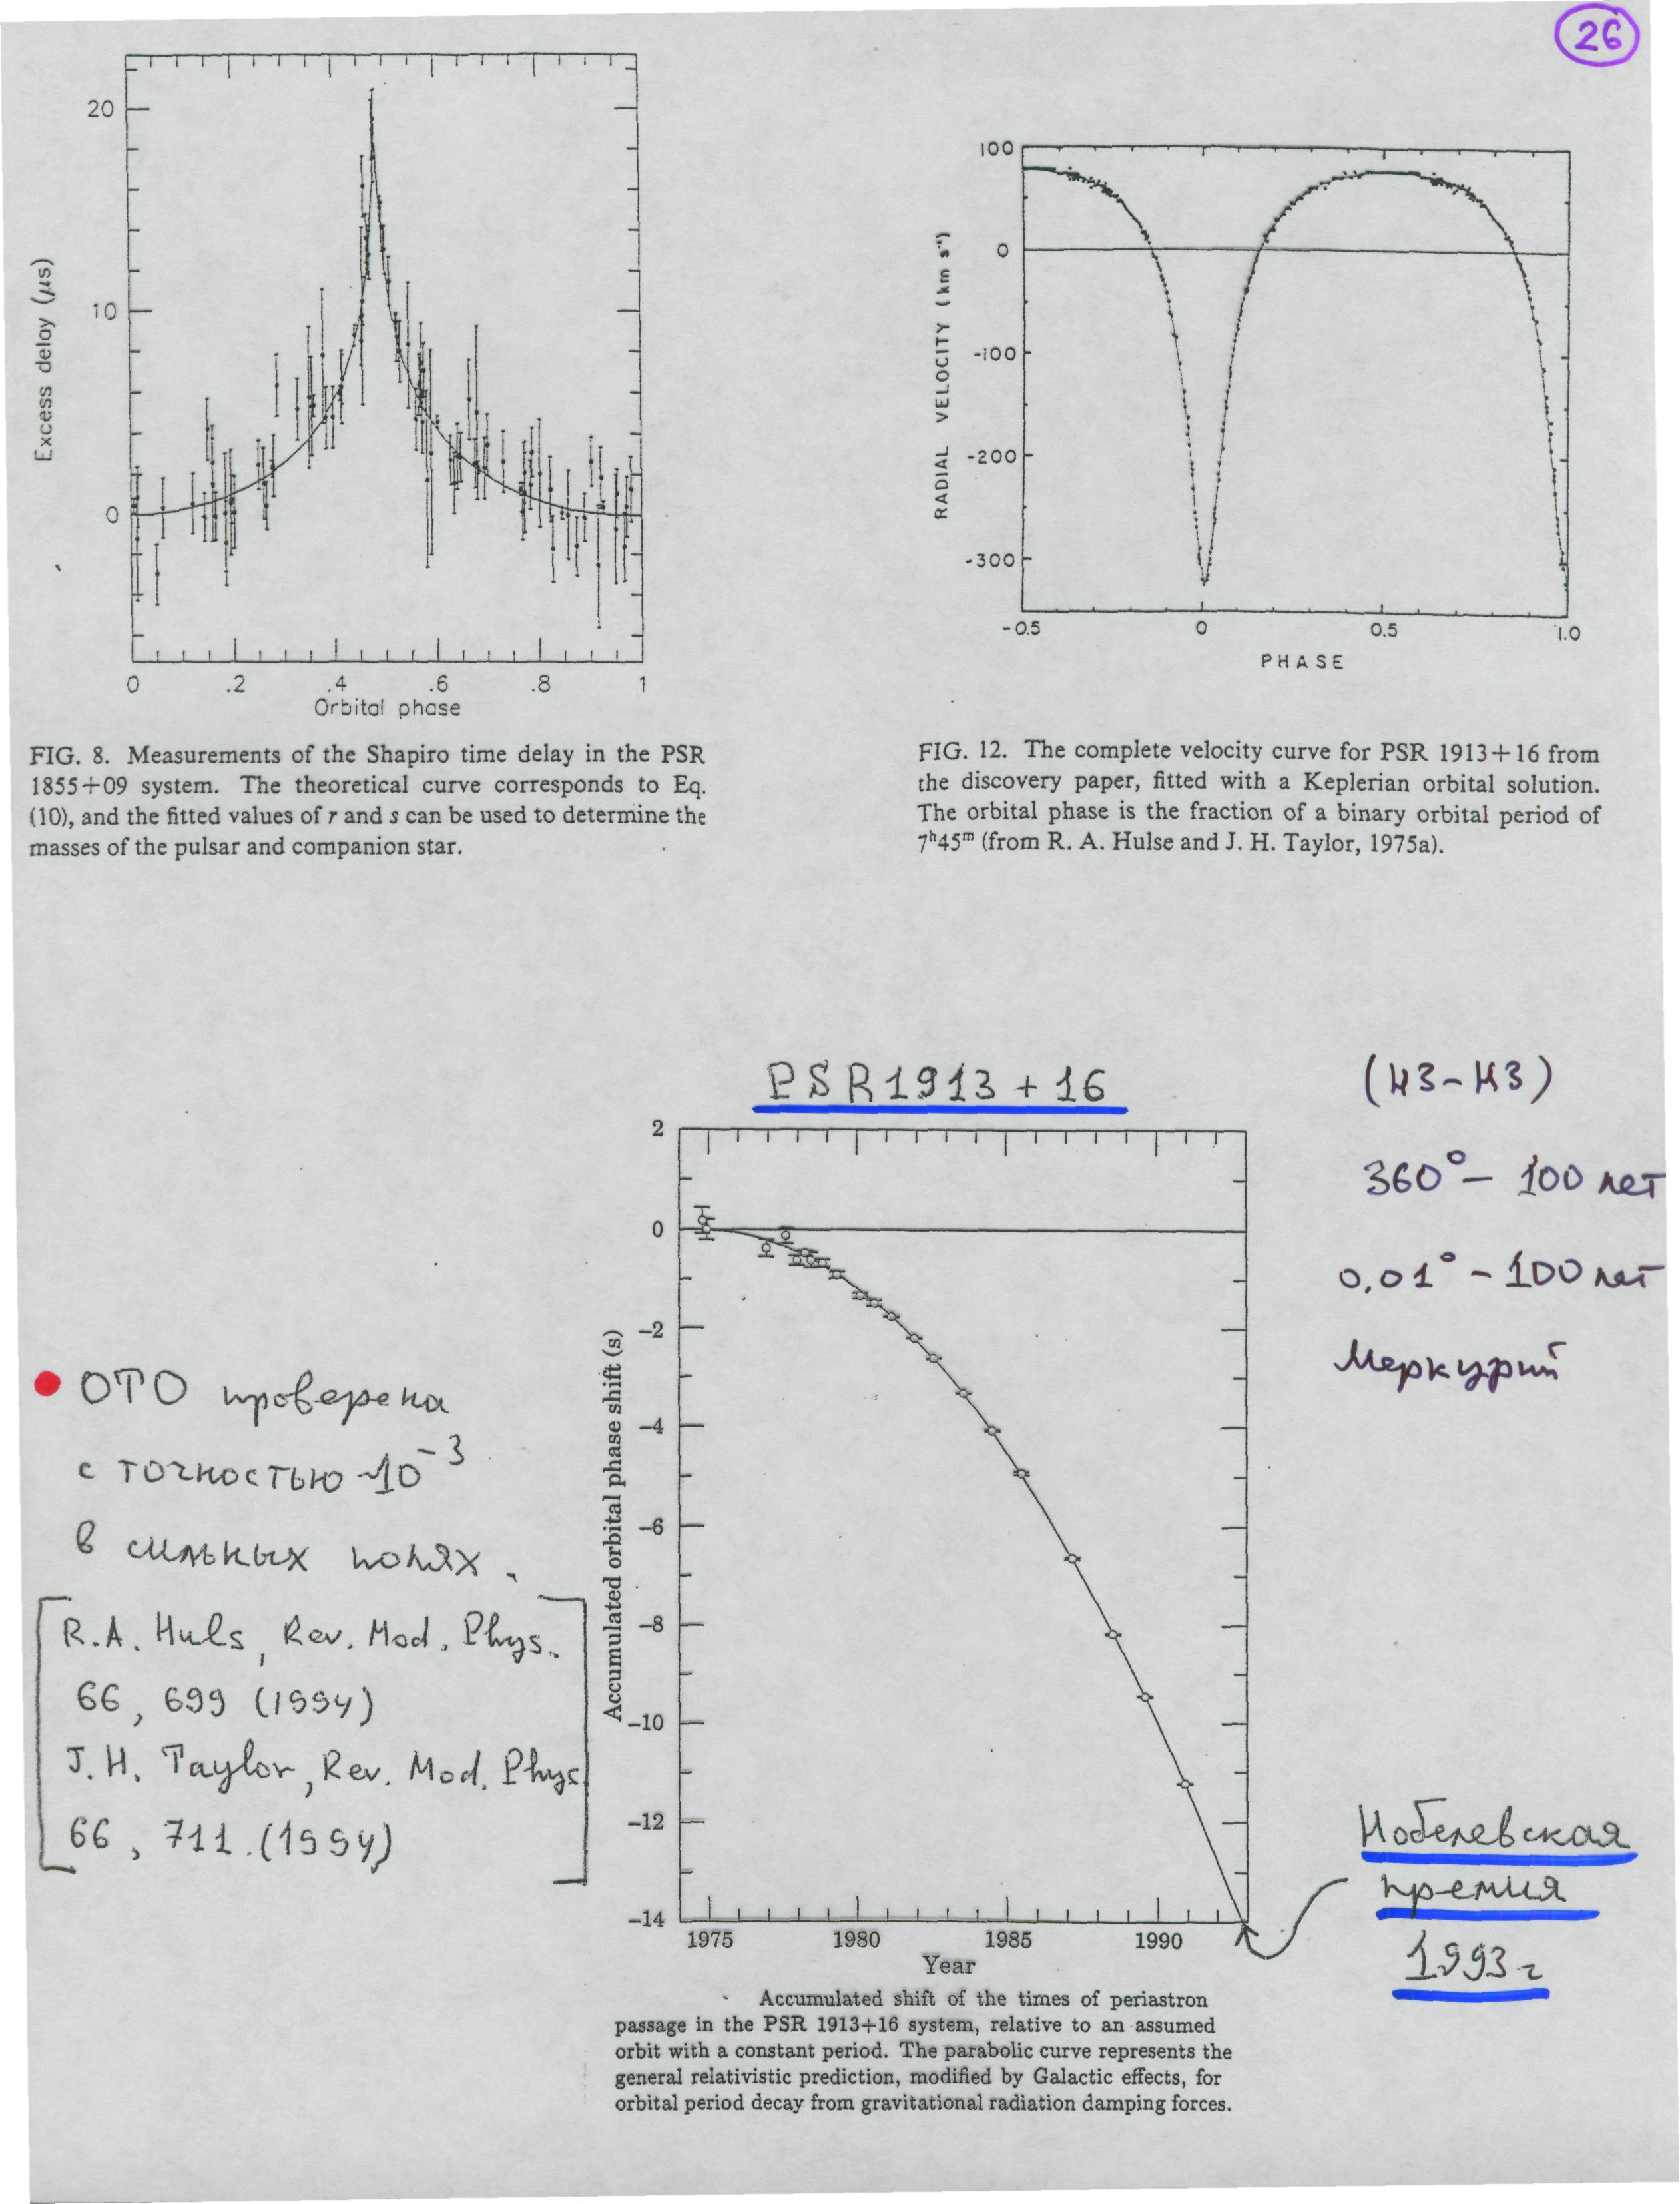 26
20
10
0
Excess delay (μs)
0 .2 .4 .6 .8 1
Orbital phase
FIG. 8. Measurements of the Shapiro time delay in the PSR
1855+09 system. The theoretical curve corresponds to Eq.
(10), and the fitted values of r and s can be used to determine the
masses of the pulsar and companion star.
100
0
-100
-200
-300
RADIAL VELOCITY (km s⁻¹)
-0.5 0 0.5 1.0
PHASE
FIG. 12. The complete velocity curve for PSR 1913+16 from
the discovery paper, fitted with a Keplerian orbital solution.
The orbital phase is the fraction of a binary orbital period of
7ʰ45ᵐ (from R. A. Hulse and J. H. Taylor, 1975a).
PSR1913+16
(НЗ-НЗ)
360° - 100 лет
0,01° - 100 лет
Меркурий
• ОТО проверена
с точностью ~10⁻³
в сильных полях.
R.A. Huls, Rev. Mod. Phys.
66, 699 (1994)
J. H. Taylor, Rev. Mod. Phys
66, 711. (1994)
2
0
−2
−4
−6
−8
−10
−12
−14
Accumulated orbital phase shift (s)
1975 1980 1985 1990
Year
Accumulated shift of the times of periastron
passage in the PSR 1913+16 system, relative to an assumed
orbit with a constant period. The parabolic curve represents the
general relativistic prediction, modified by Galactic effects, for
orbital period decay from gravitational radiation damping forces.
Нобелевская
премия
1993 г